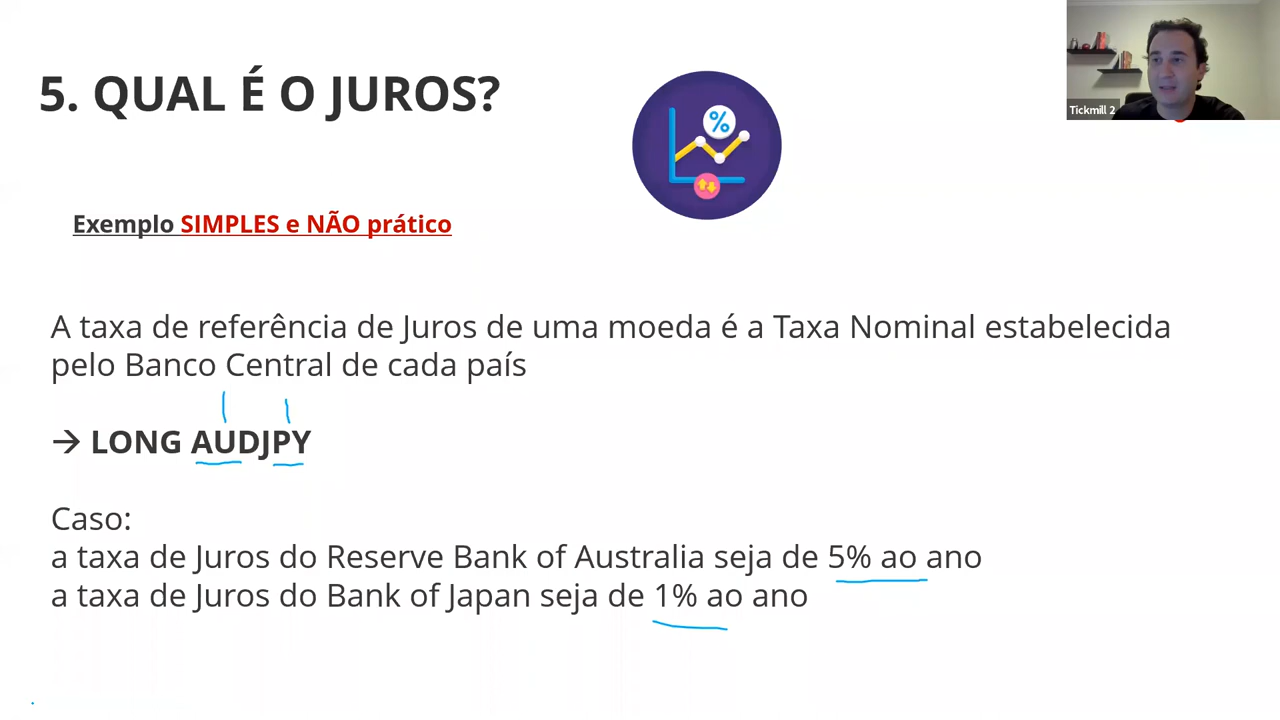 5. QUAL É O JUROS?
%
Tickmill 2
Exemplo SIMPLES e NÃO prático
A taxa de referência de Juros de uma moeda é a Taxa Nominal estabelecida
pelo Banco Central de cada país
→ LONG AUDJPY
Caso:
a taxa de Juros do Reserve Bank of Australia seja de 5% ao ano
a taxa de Juros do Bank of Japan seja de 1% ao ano